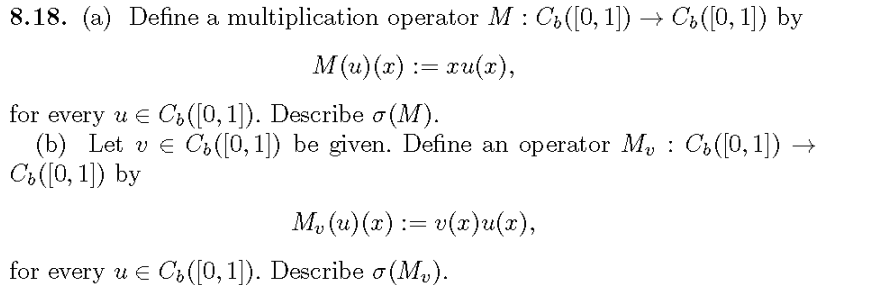 8.18. (a) Define a multiplication operator M : C_b([0, 1]) → C_b([0, 1]) by
M(u)(x) := xu(x),
for every u ∈ C_b([0, 1]). Describe σ(M).
(b) Let v ∈ C_b([0, 1]) be given. Define an operator M_v : C_b([0, 1]) →
C_b([0, 1]) by
M_v(u)(x) := v(x)u(x),
for every u ∈ C_b([0, 1]). Describe σ(M_v).